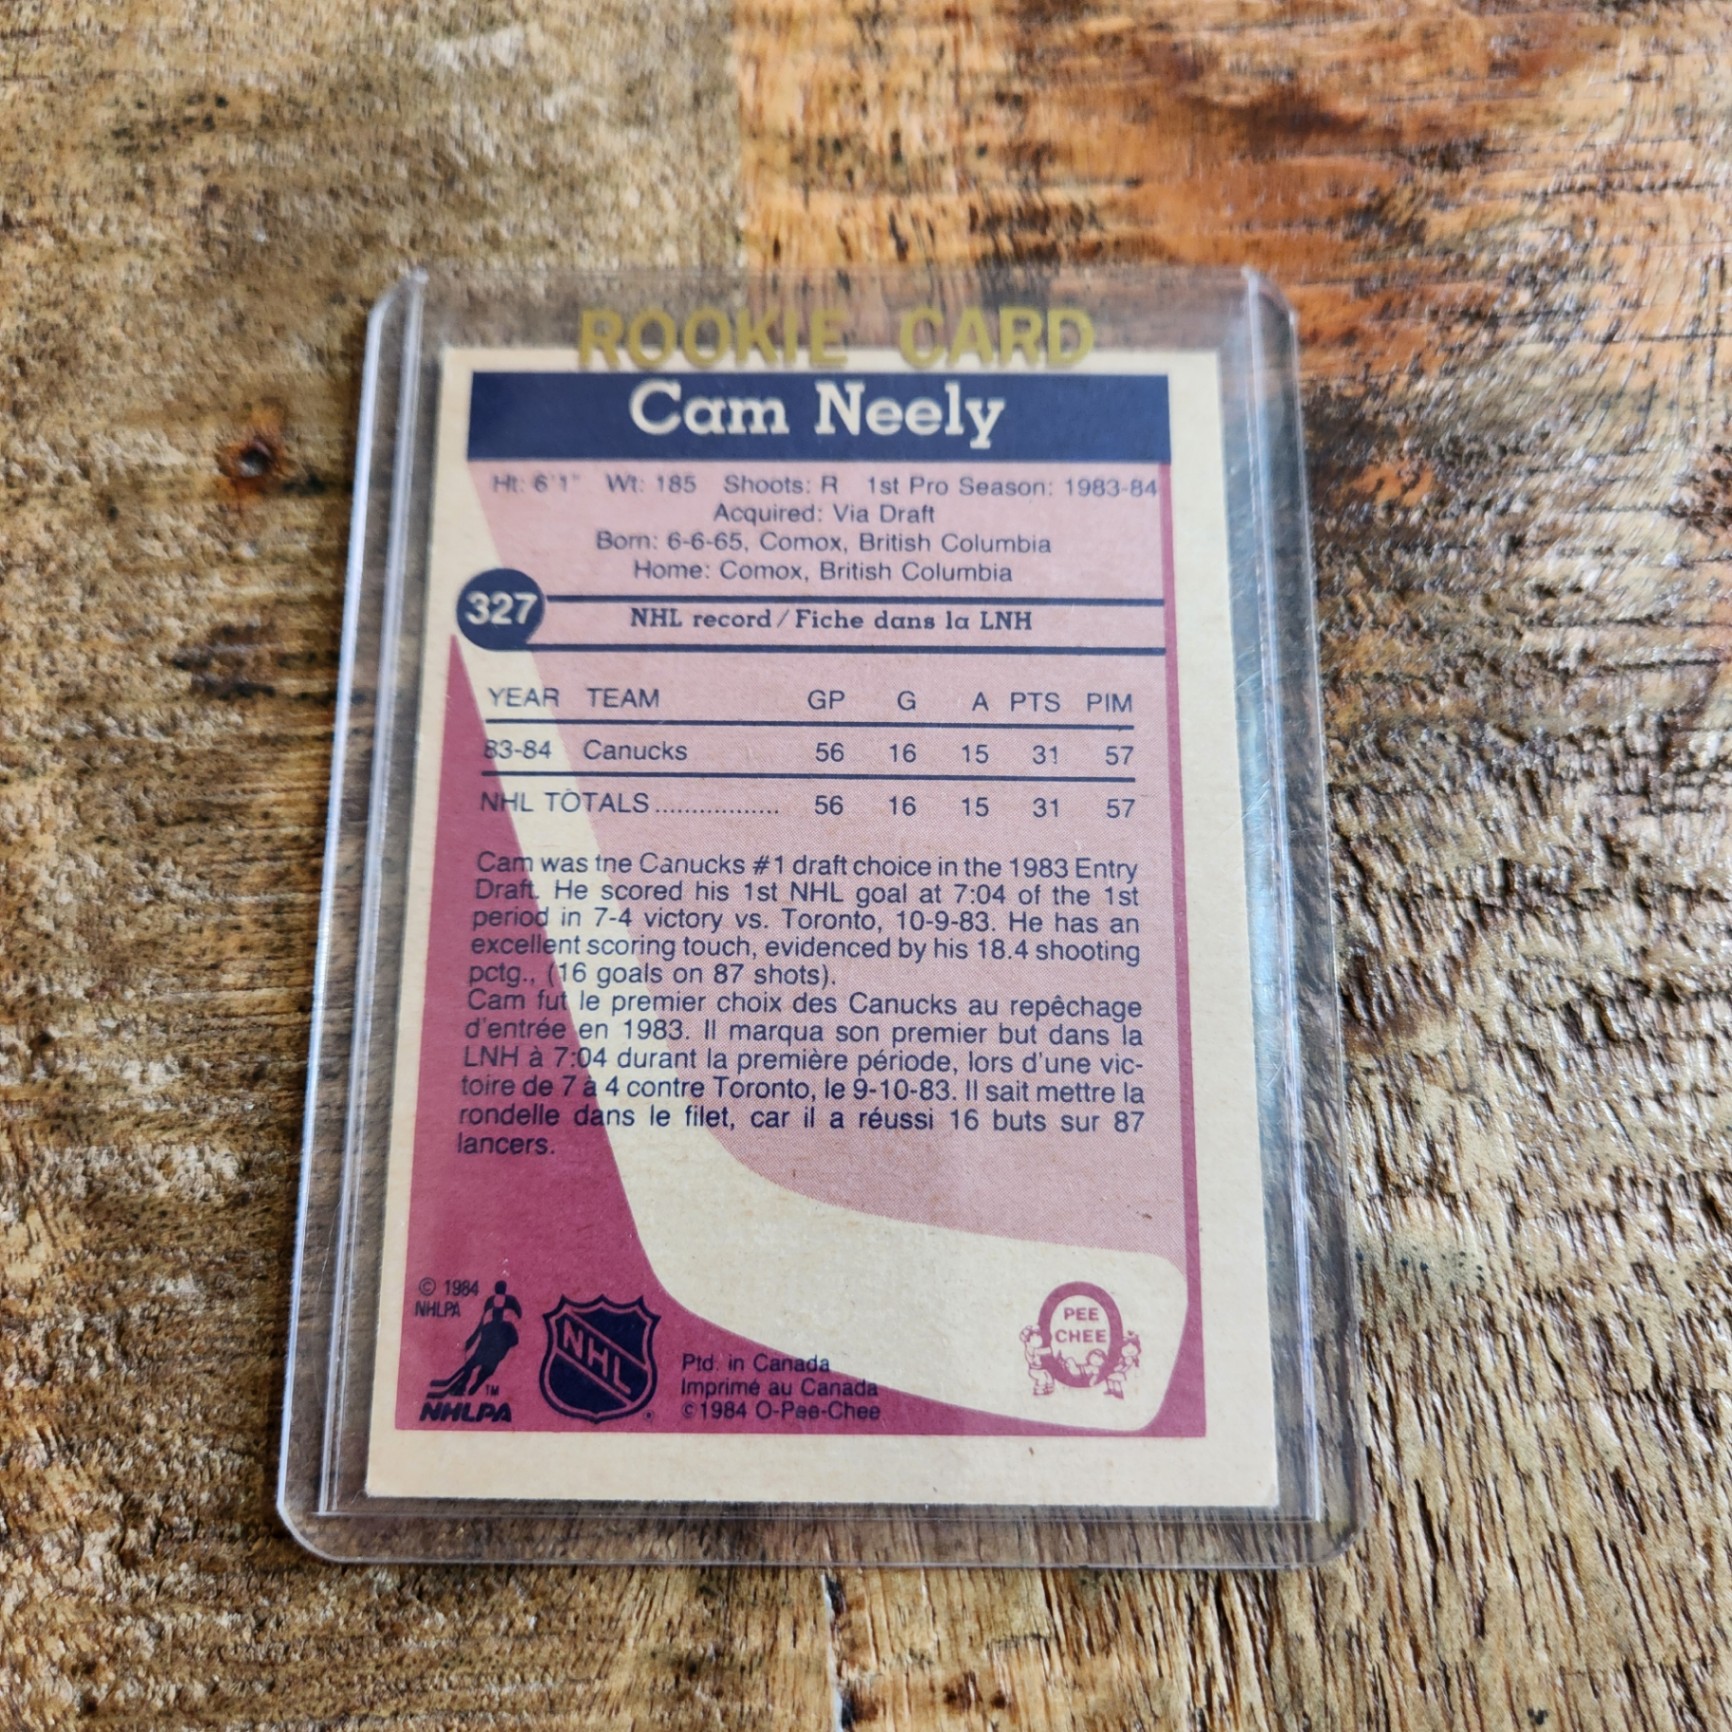 ROOKIE CARD
Cam Neely
Ht: 6'1" Wt: 185 Shoots: R 1st Pro Season: 1983-84
Acquired: Via Draft
Born: 6-6-65, Comox, British Columbia
Home: Comox, British Columbia
327
NHL record / Fiche dans la LNH
YEAR TEAM GP G A PTS PIM
83-84 Canucks 56 16 15 31 57
NHL TOTALS.................. 56 16 15 31 57
Cam was the Canucks #1 draft choice in the 1983 Entry
Draft. He scored his 1st NHL goal at 7:04 of the 1st
period in 7-4 victory vs. Toronto, 10-9-83. He has an
excellent scoring touch, evidenced by his 18.4 shooting
pctg., (16 goals on 87 shots).
Cam fut le premier choix des Canucks au repêchage
d'entrée en 1983. Il marqua son premier but dans la
LNH à 7:04 durant la première période, lors d'une vic-
toire de 7 à 4 contre Toronto, le 9-10-83. Il sait mettre la
rondelle dans le filet, car il a réussi 16 buts sur 87
lancers.
© 1984
NHLPA
TM
NHLPA
NHL
Ptd. in Canada
Imprimé au Canada
© 1984 O-Pee-Chee
O
PEE
CHEE